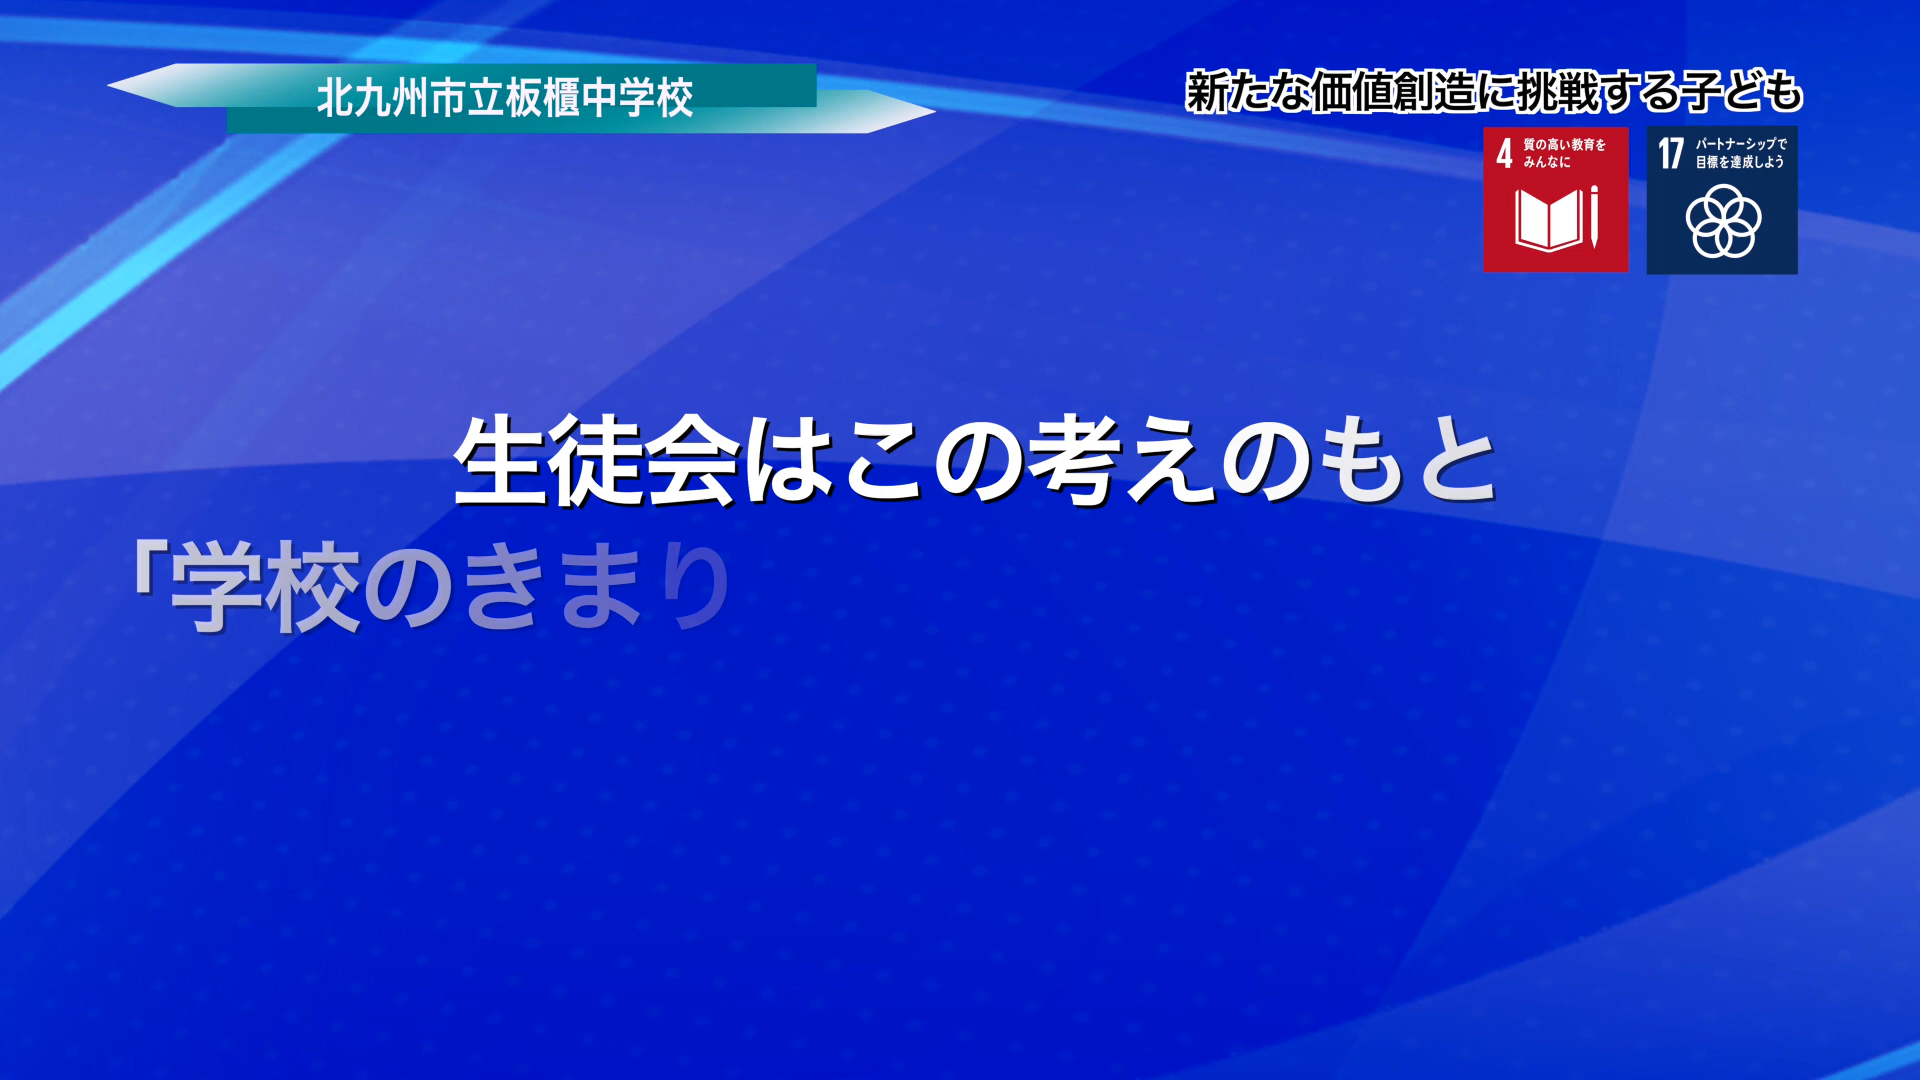 北九州市立板櫃中学校
新たな価値創造に挑戦する子ども
4 質の高い教育を
みんなに
17 パートナーシップで
目標を達成しよう
生徒会はこの考えのもと
「学校のきまり